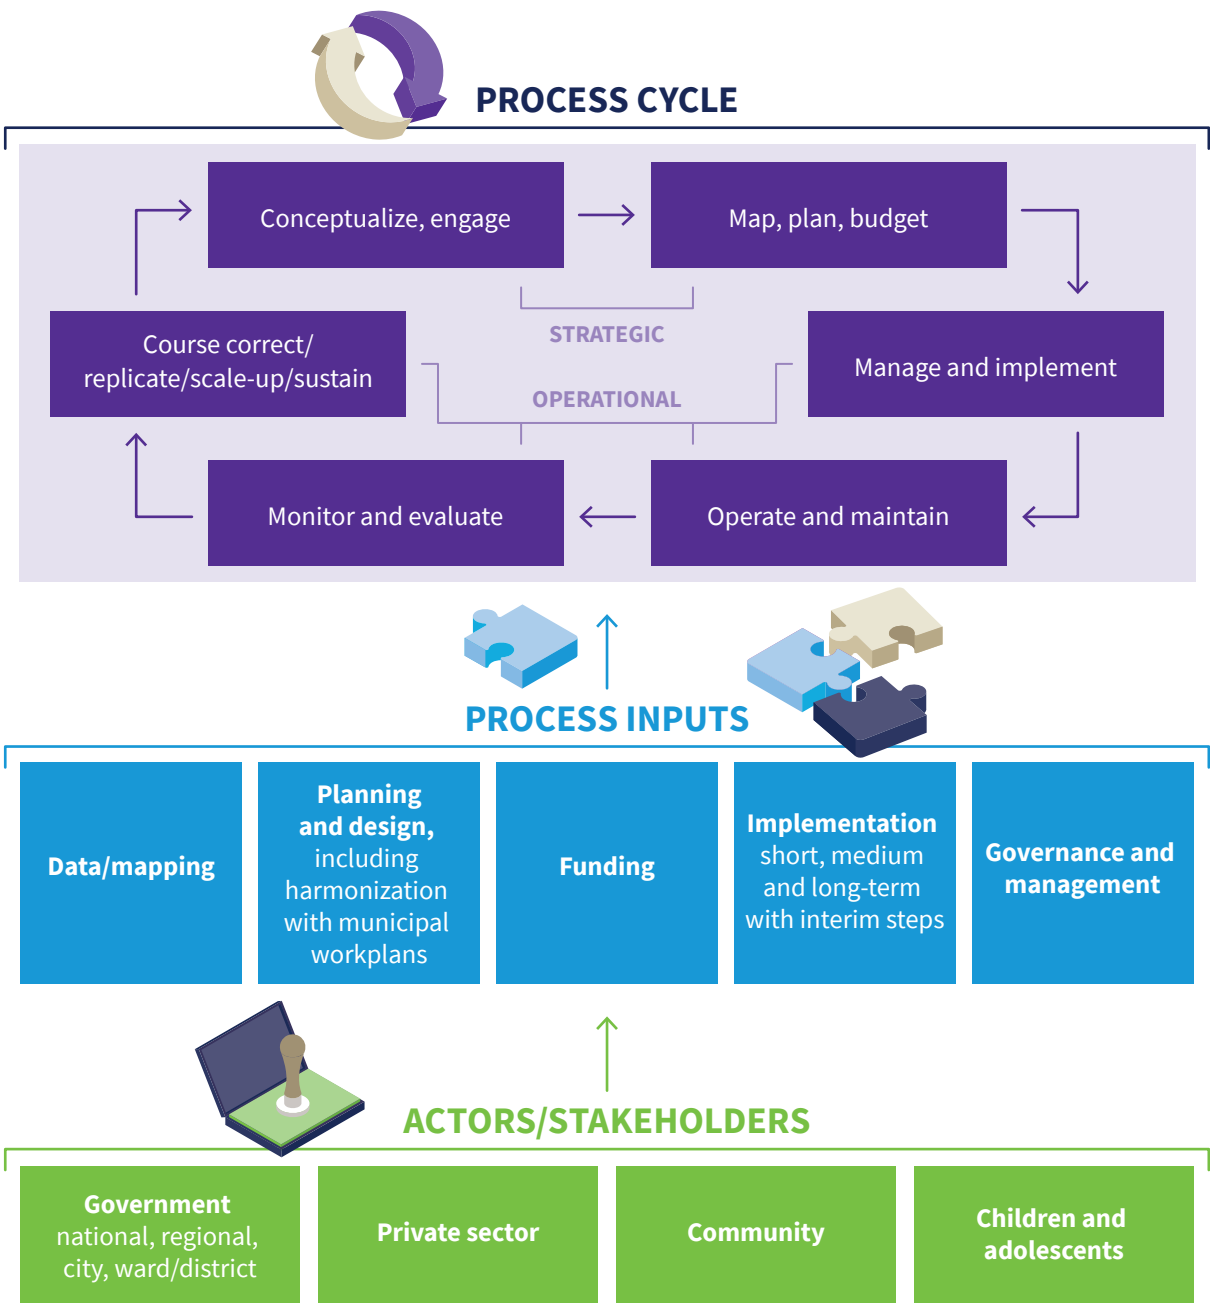 PROCESS CYCLE
Conceptualize, engage
Map, plan, budget
STRATEGIC
Course correct/
replicate/scale-up/sustain
Manage and implement
OPERATIONAL
Monitor and evaluate
Operate and maintain
PROCESS INPUTS
Data/mapping
Planning
and design,
including
harmonization
with municipal
workplans
Funding
Implementation
short, medium
and long-term
with interim steps
Governance and
management
ACTORS/STAKEHOLDERS
Government
national, regional,
city, ward/district
Private sector
Community
Children and
adolescents